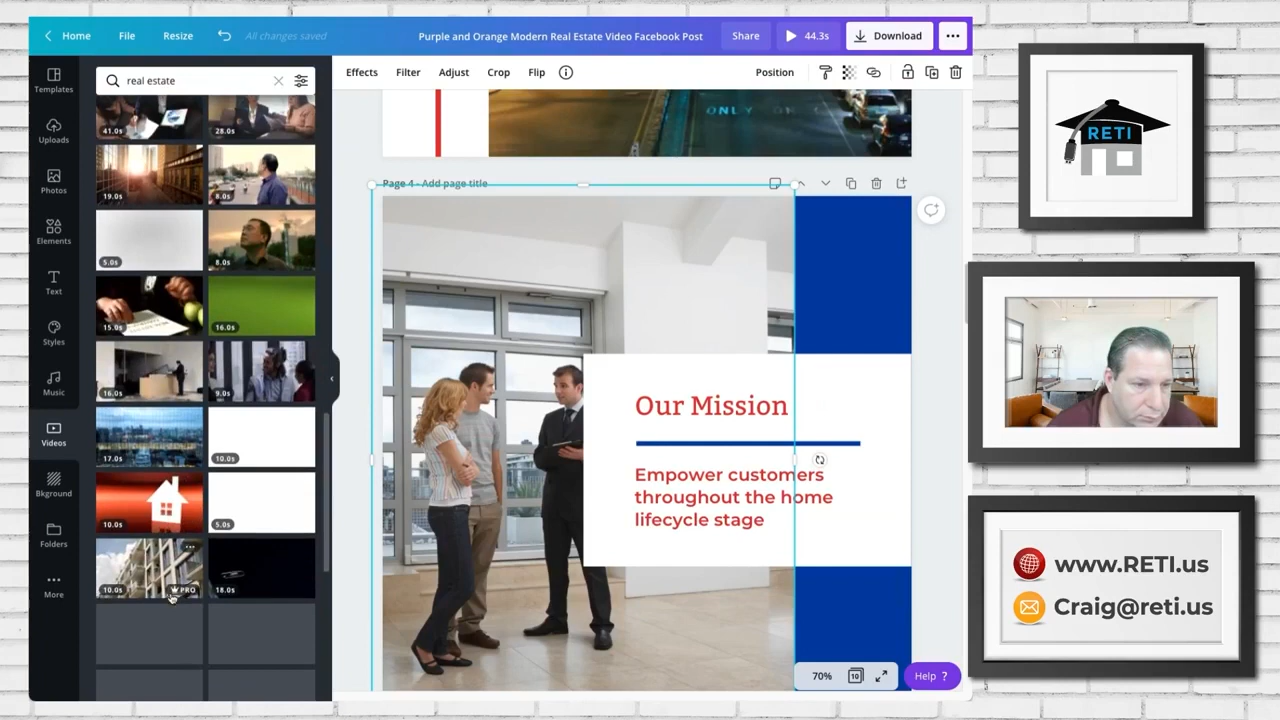 Home File Resize All changes saved Purple and Orange Modern Real Estate Video Facebook Post Share 44.3s Download
Effects Filter Adjust Crop Flip Position
Templates
Uploads
Photos
Elements
Text
Styles
Music
Videos
Bkground
Folders
More
real estate
41.0s 28.0s
19.0s 8.0s
5.0s 8.0s
15.0s 16.0s
16.0s 9.0s
17.0s 10.0s
10.0s 5.0s
10.0s PRO 18.0s
ONLY
Page 4 - Add page title
Our Mission
Empower customers
throughout the home
lifecycle stage
70% 10 Help ?
RETI
www.RETI.us
Craig@reti.us